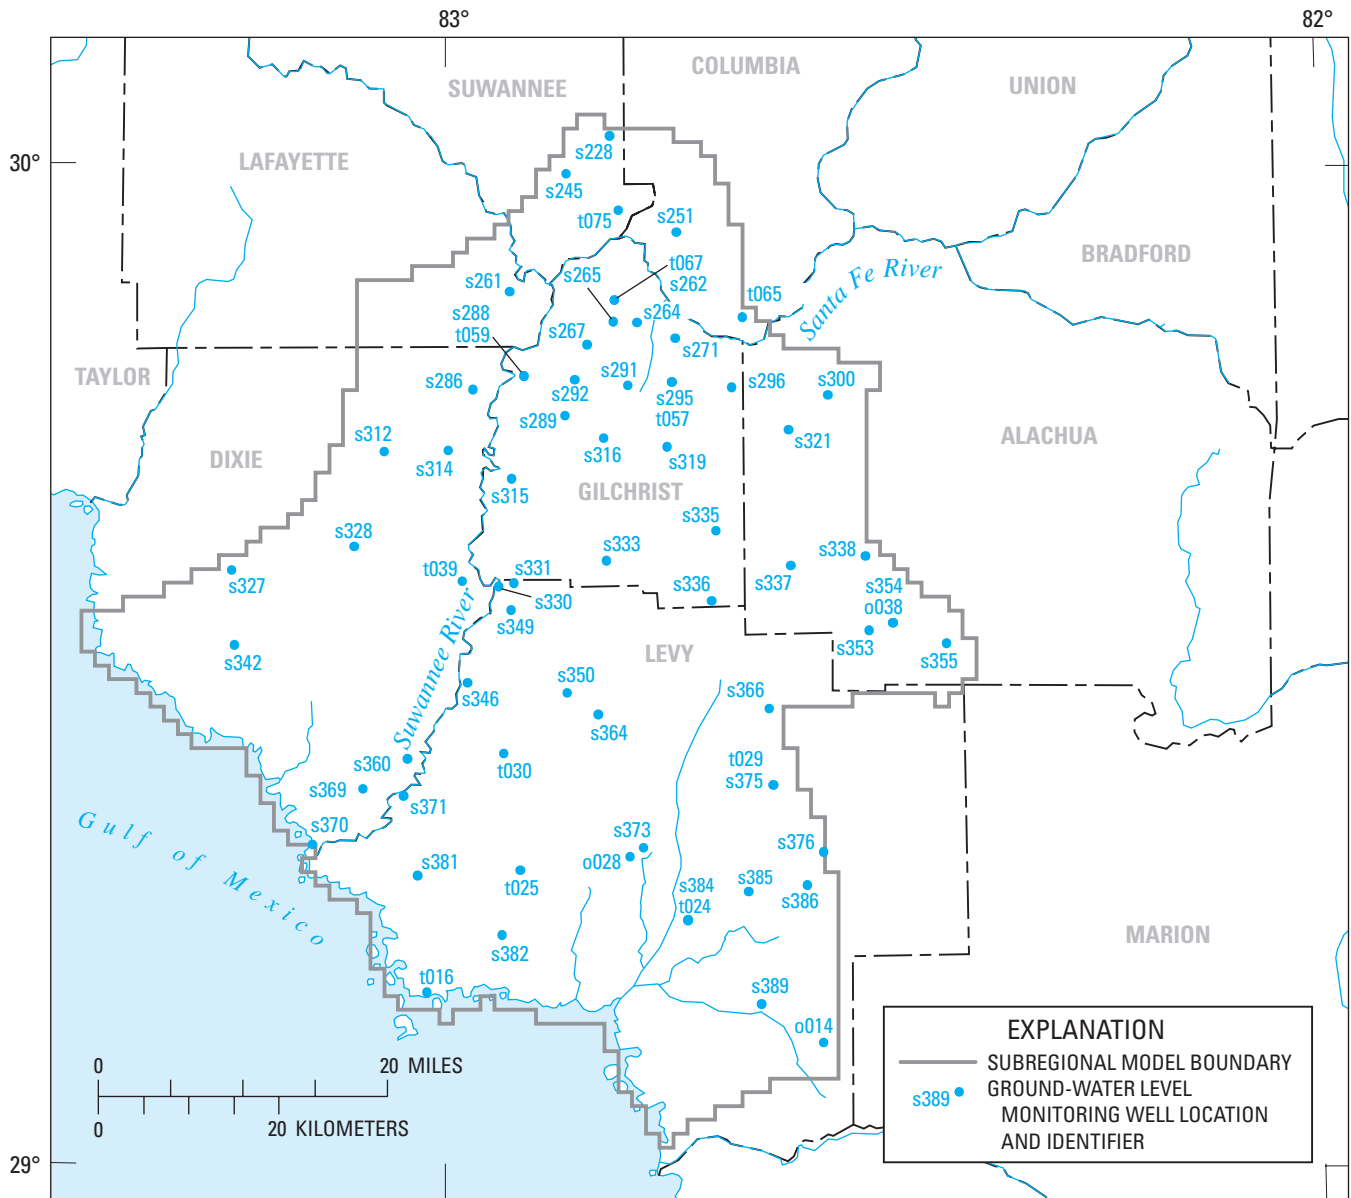 83°
82°
COLUMBIA
SUWANNEE
UNION
30°
LAFAYETTE
s228
s245
t075
s251
BRADFORD
t067
s262
s265
s261
Santa Fe River
t065
s288
t059
s267
s264
s271
TAYLOR
s286
s292
s291
s295
t057
s296
s300
s289
s312
s314
s316
s319
s321
ALACHUA
DIXIE
s315
GILCHRIST
s335
s328
s333
s338
t039
s331
s327
s330
s336
s337
s354
o038
s349
s353
s355
s342
Suwannee River
LEVY
s346
s350
s366
s364
s360
t030
t029
s375
s369
s371
Gulf of Mexico
s370
s373
s376
o028
s381
t025
s384
t024
s385
s386
s382
MARION
t016
s389
o014
0 20 MILES
0 20 KILOMETERS
EXPLANATION
SUBREGIONAL MODEL BOUNDARY
s389
GROUND-WATER LEVEL
MONITORING WELL LOCATION
AND IDENTIFIER
29°